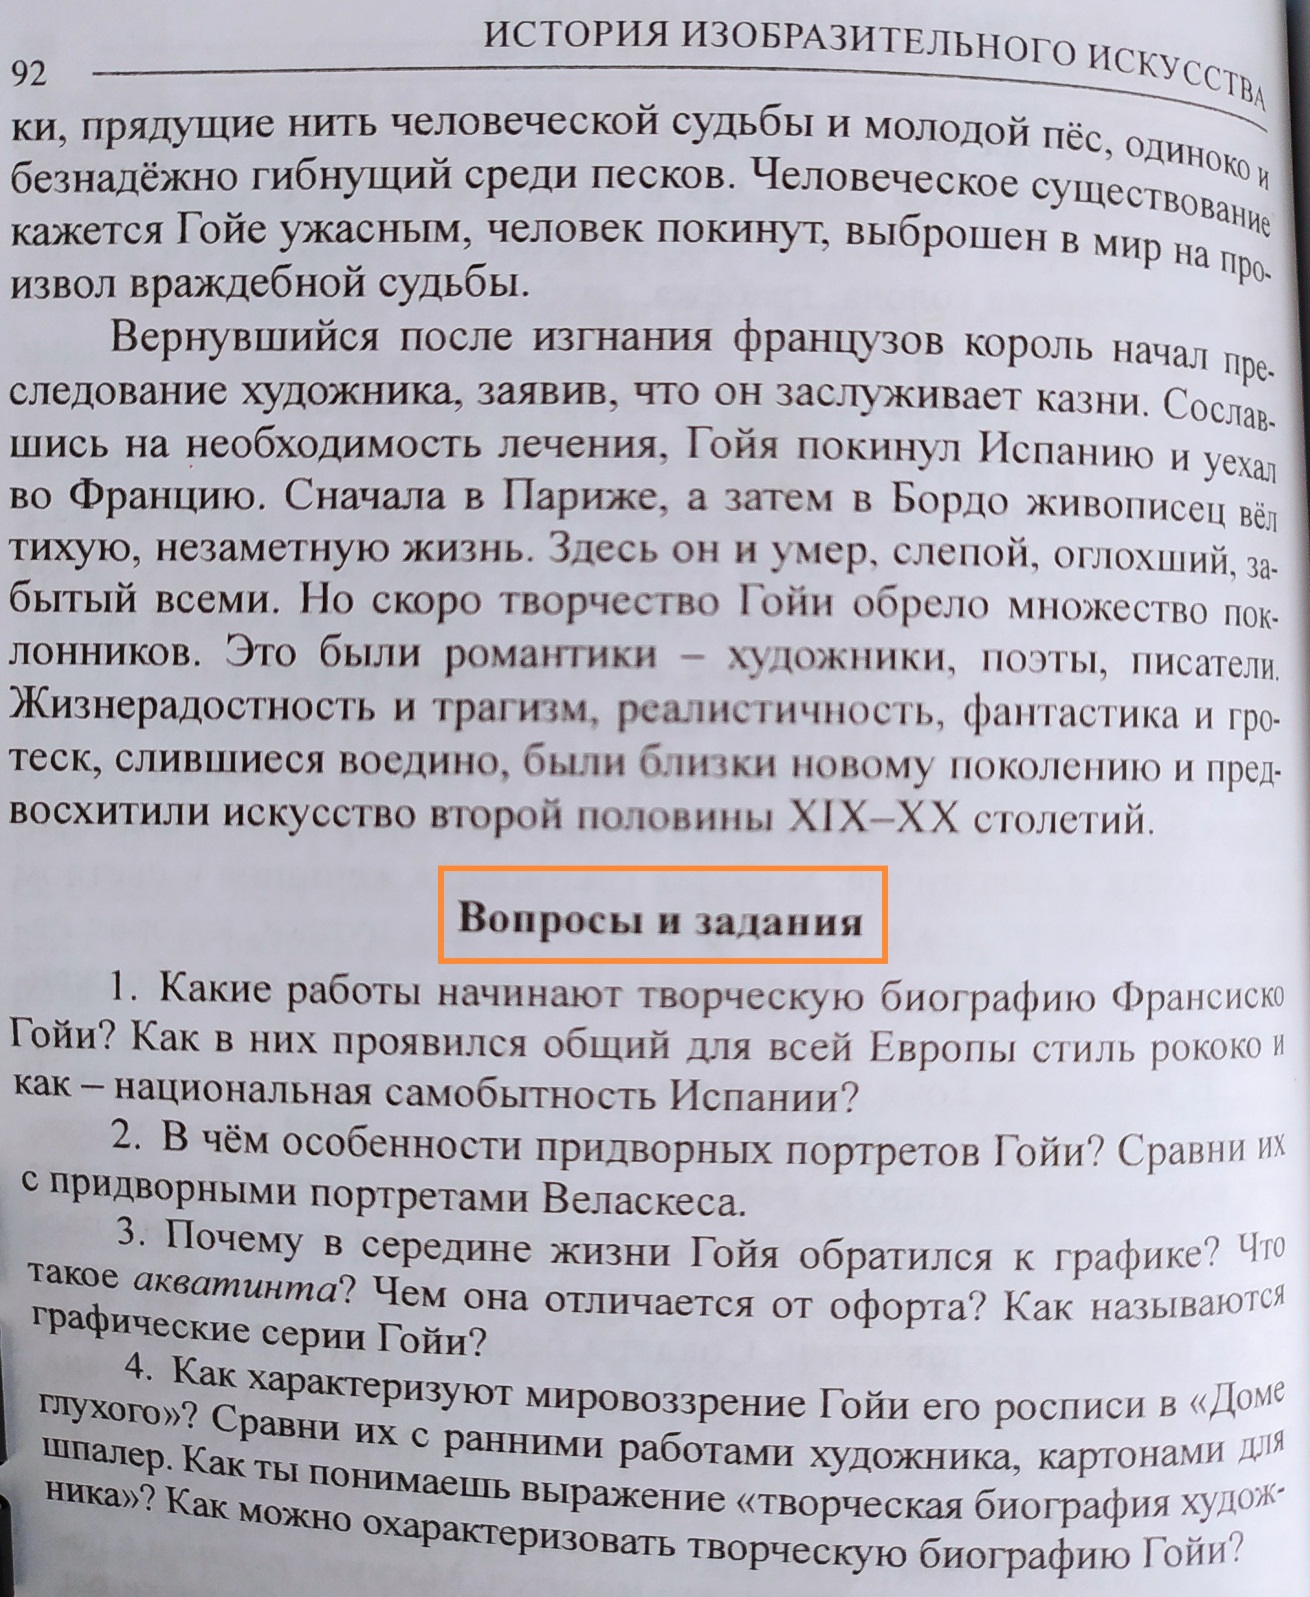 ИСТОРИЯ ИЗОБРАЗИТЕЛЬНОГО ИСКУССТВА
92
ки, прядущие нить человеческой судьбы и молодой пёс, одиноко и
безнадёжно гибнущий среди песков. Человеческое существование
кажется Гойе ужасным, человек покинут, выброшен в мир на про-
извол враждебной судьбы.
Вернувшийся после изгнания французов король начал пре-
следование художника, заявив, что он заслуживает казни. Сослав-
шись на необходимость лечения, Гойя покинул Испанию и уехал
во Францию. Сначала в Париже, а затем в Бордо живописец вёл
тихую, незаметную жизнь. Здесь он и умер, слепой, оглохший, за-
бытый всеми. Но скоро творчество Гойи обрело множество пок-
лонников. Это были романтики – художники, поэты, писатели.
Жизнерадостность и трагизм, реалистичность, фантастика и гро-
теск, слившиеся воедино, были близки новому поколению и пред-
восхитили искусство второй половины XIX–XX столетий.
Вопросы и задания
1. Какие работы начинают творческую биографию Франсиско
Гойи? Как в них проявился общий для всей Европы стиль рококо и
как – национальная самобытность Испании?
2. В чём особенности придворных портретов Гойи? Сравни их
с придворными портретами Веласкеса.
3. Почему в середине жизни Гойя обратился к графике? Что
такое акватинта? Чем она отличается от офорта? Как называются
графические серии Гойи?
4. Как характеризуют мировоззрение Гойи его росписи в «Доме
глухого»? Сравни их с ранними работами художника, картонами для
шпалер. Как ты понимаешь выражение «творческая биография худож-
ника»? Как можно охарактеризовать творческую биографию Гойи?